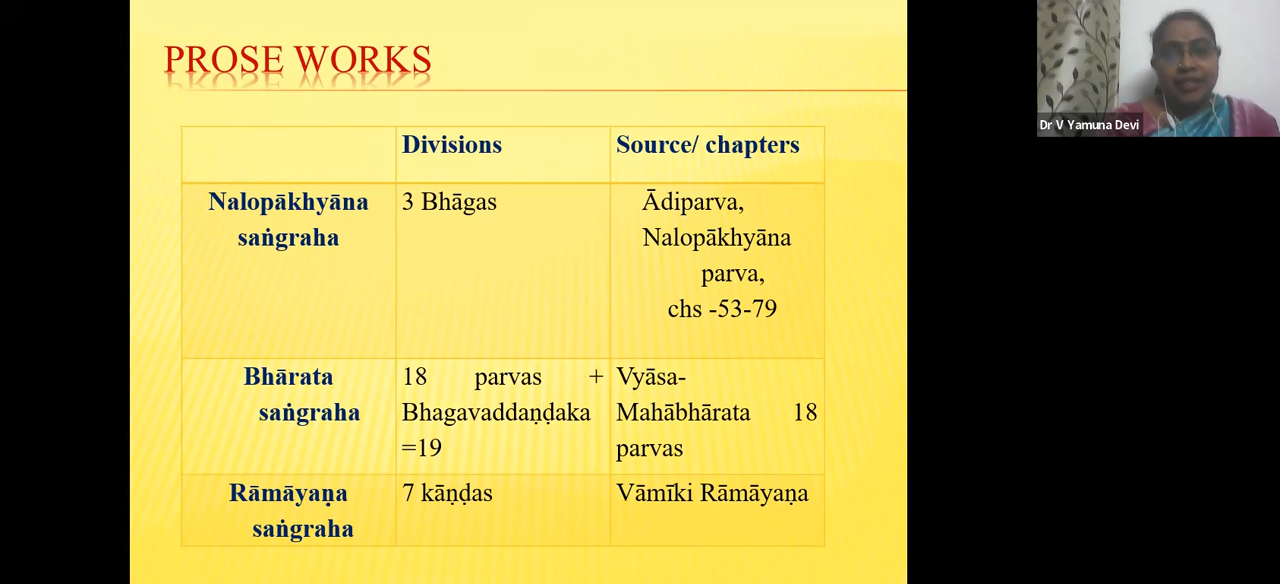 PROSE WORKS
Dr V Yamuna Devi
Divisions
Source/ chapters
Nalopākhyāna
saṅgraha
3 Bhāgas
Ādiparva,
Nalopākhyāna
parva,
chs -53-79
Bhārata
saṅgraha
18 parvas +
Bhagavaddaṇḍaka
=19
Vyāsa-
Mahābhārata 18
parvas
Rāmāyaṇa
saṅgraha
7 kāṇḍas
Vāmīki Rāmāyaṇa